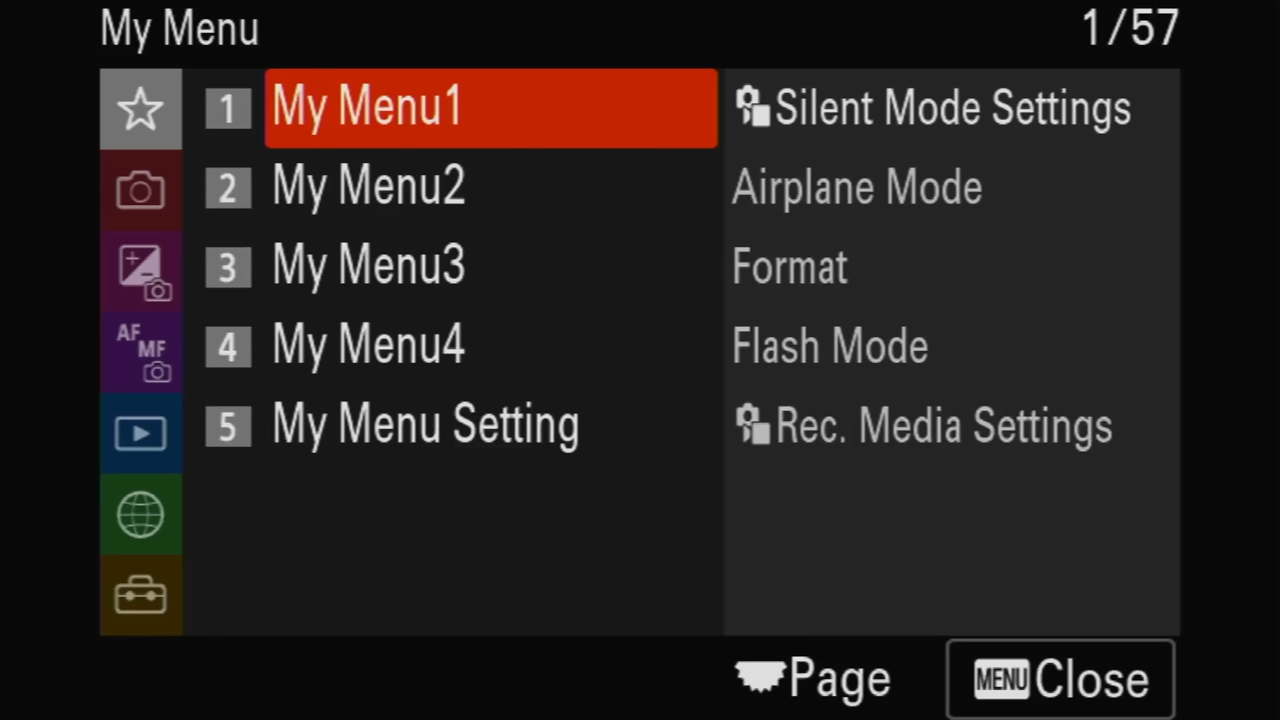 My Menu 1/57
1 My Menu1 Silent Mode Settings
2 My Menu2 Airplane Mode
3 My Menu3 Format
AF MF
4 My Menu4 Flash Mode
5 My Menu Setting Rec. Media Settings
Page MENU Close